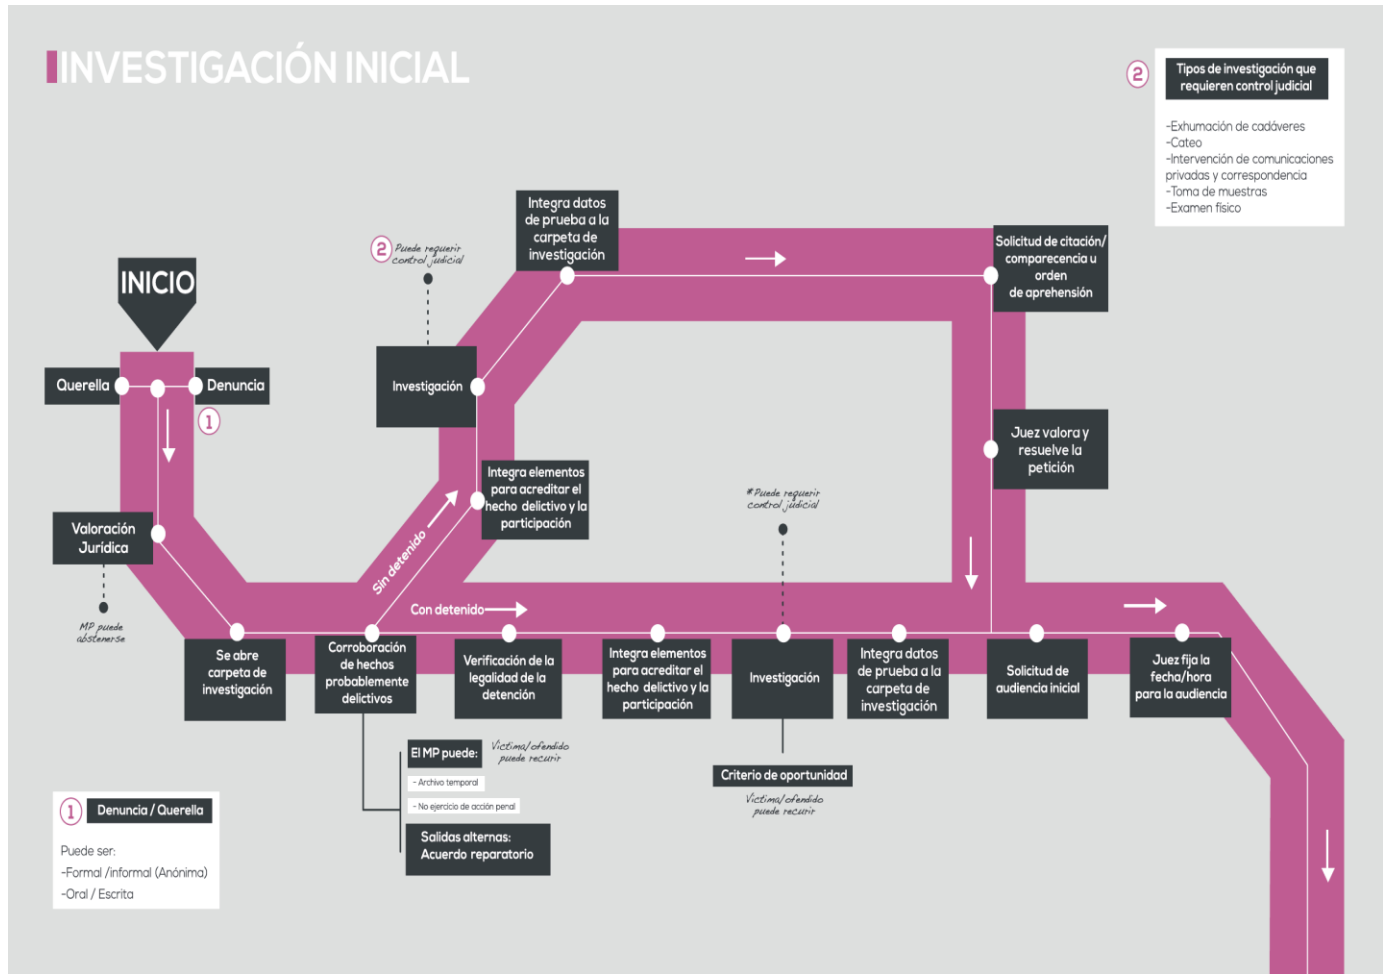 INVESTIGACIÓN INICIAL
2
Tipos de investigación que
requieren control judicial
-Exhumación de cadáveres
-Cateo
-Intervención de comunicaciones
privadas y correspondencia
-Toma de muestras
-Examen físico
INICIO
Querella
Denuncia
1
Valoración
Jurídica
MP puede
abstenerse
Se abre
carpeta de
investigación
Corroboración
de hechos
probablemente
delictivos
Sin detenido
Integra elementos
para acreditar el
hecho delictivo y la
participación
Investigación
2
Puede requerir
control judicial
Integra datos
de prueba a la
carpeta de
investigación
Solicitud de citación/
comparecencia u
orden
de aprehensión
Juez valora y
resuelve la
petición
Con detenido
Verificación de la
legalidad de la
detención
Integra elementos
para acreditar el
hecho delictivo y la
participación
*Puede requerir
control judicial
Investigación
Integra datos
de prueba a la
carpeta de
investigación
Solicitud de
audiencia inicial
Juez fija la
fecha/hora
para la audiencia
El MP puede:
Víctima/ofendido
puede recurir
- Archivo temporal
- No ejercicio de acción penal
Salidas alternas:
Acuerdo reparatorio
Criterio de oportunidad
Víctima/ofendido
puede recurir
1
Denuncia / Querella
Puede ser:
-Formal /informal (Anónima)
-Oral / Escrita